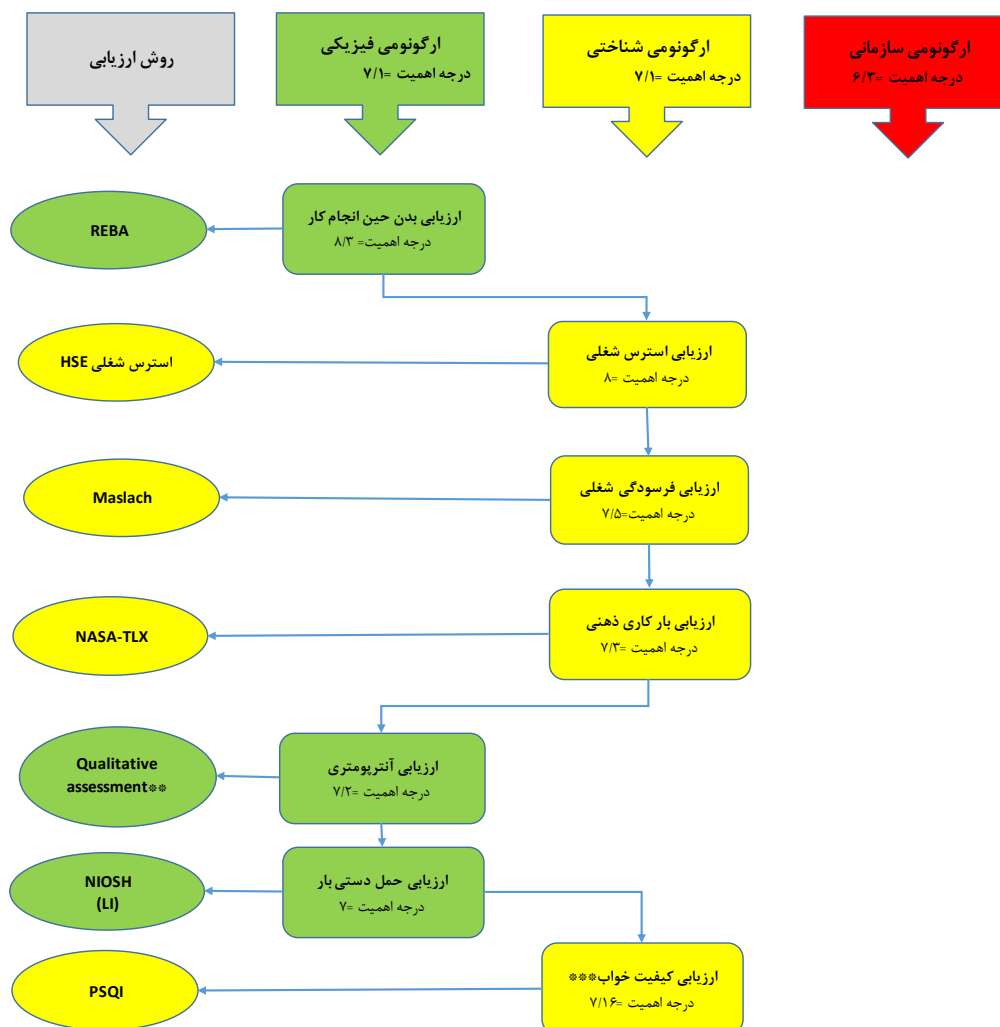 ارگونومی سازمانی
درجه اهمیت =۶/۲
ارگونومی شناختی
درجه اهمیت =۷/۱
ارگونومی فیزیکی
درجه اهمیت =۷/۱
روش ارزیابی
ارزیابی بدن حین انجام کار
درجه اهمیت= ۸/۳
REBA
ارزیابی استرس شغلی
درجه اهمیت =۸
استرس شغلی HSE
ارزیابی فرسودگی شغلی
درجه اهمیت=۷/۵
Maslach
ارزیابی بار کاری ذهنی
درجه اهمیت =۷/۳
NASA-TLX
ارزیابی آنتریومتری
درجه اهمیت =۷/۲
Qualitative
assessment**
ارزیابی حمل دستی بار
درجه اهمیت =۷
NIOSH
(LI)
ارزیابی کیفیت خواب***
درجه اهمیت =۷/۱۶
PSQI